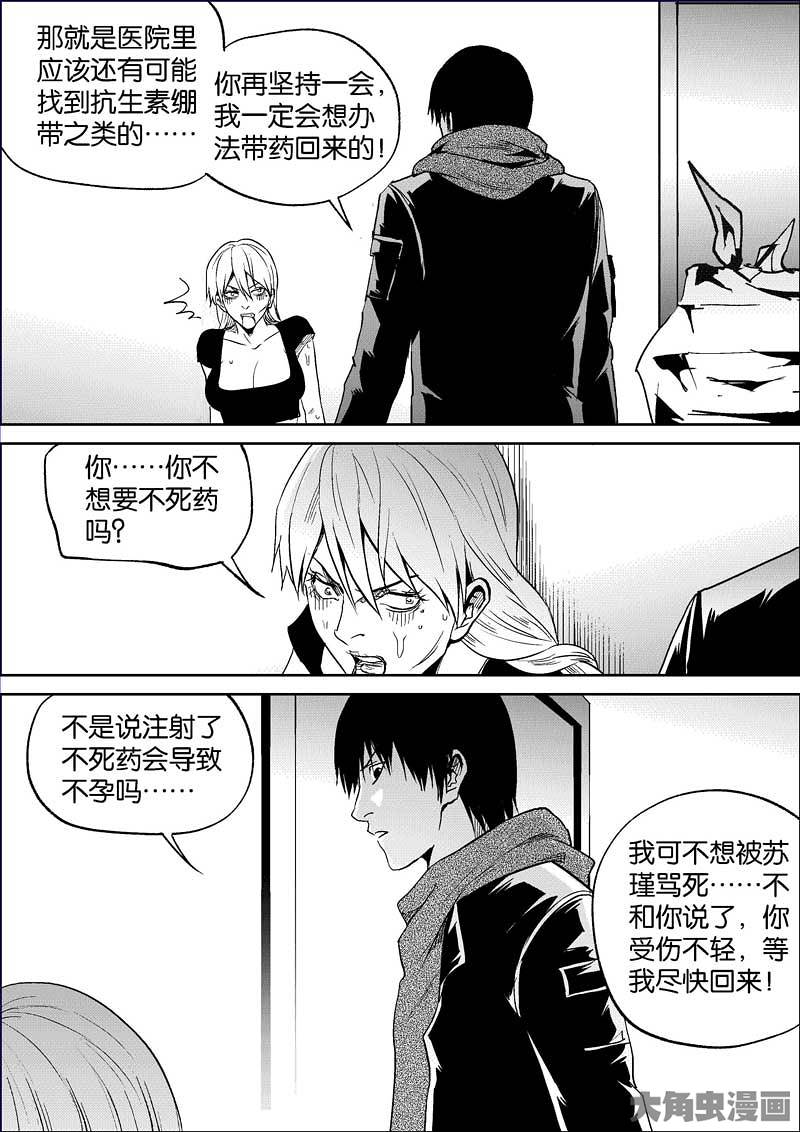 那就是医院里
应该还有可能
找到抗生素绷
带之类的……
你再坚持一会，
我一定会想办
法带药回来的！
你……你不
想要不死药
吗？
不是说注射了
不死药会导致
不孕吗……
我可不想被苏
瑾骂死……不
和你说了，你
受伤不轻，等
我尽快回来！
大角虫漫画